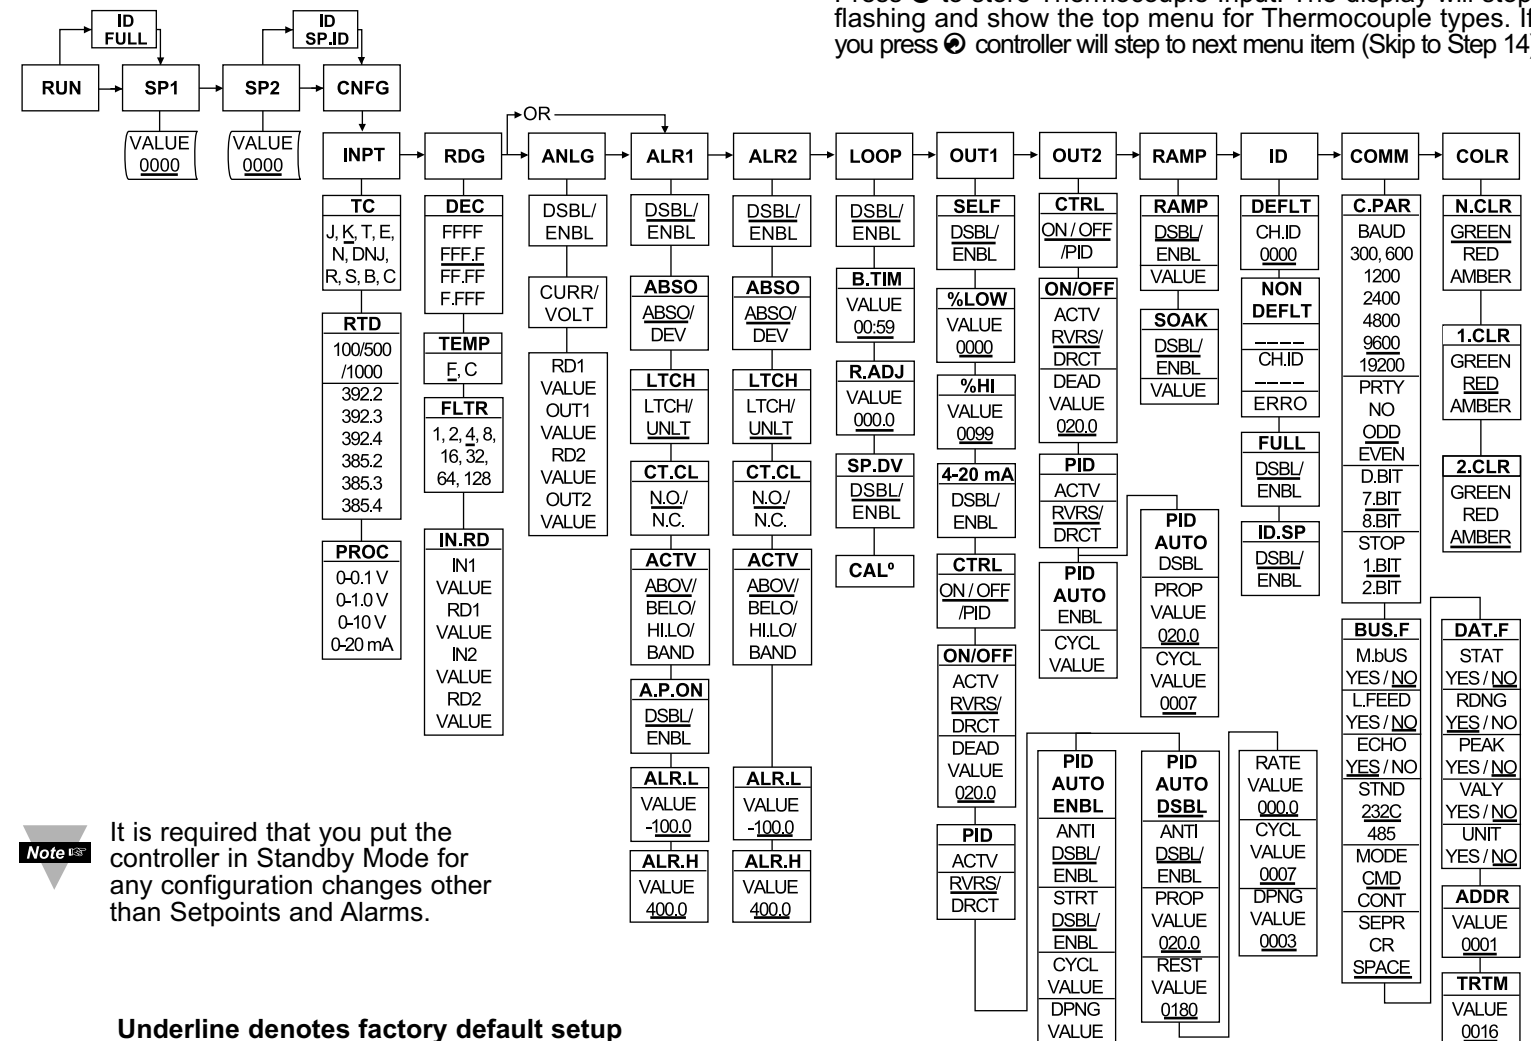 Press to store Thermocouple Input. The display will stop
flashing and show the top menu for Thermocouple types. If
you press controller will step to next menu item (Skip to Step 14)
ID
FULL
ID
SP.ID
RUN
SP1
SP2
CNFG
VALUE
0000
VALUE
0000
OR
INPT
RDG
ANLG
ALR1
ALR2
LOOP
OUT1
OUT2
RAMP
ID
COMM
COLR
TC
J, K, T, E,
N, DNJ,
R, S, B, C
RTD
100/500
/1000
392.2
392.3
392.4
385.2
385.3
385.4
PROC
0-0.1 V
0-1.0 V
0-10 V
0-20 mA
DEC
FFFF
FFF.F
FF.FF
F.FFF
TEMP
F, C
FLTR
1, 2, 4, 8,
16, 32,
64, 128
IN.RD
IN1
VALUE
RD1
VALUE
IN2
VALUE
RD2
VALUE
DSBL/
ENBL
CURR/
VOLT
RD1
VALUE
OUT1
VALUE
RD2
VALUE
OUT2
VALUE
DSBL/
ENBL
ABSO
ABSO/
DEV
LTCH
LTCH/
UNLT
CT.CL
N.O./
N.C.
ACTV
ABOV/
BELO/
HI.LO/
BAND
A.P.ON
DSBL/
ENBL
ALR.L
VALUE
-100.0
ALR.H
VALUE
400.0
DSBL/
ENBL
ABSO
ABSO/
DEV
LTCH
LTCH/
UNLT
CT.CL
N.O./
N.C.
ACTV
ABOV/
BELO/
HI.LO/
BAND
ALR.L
VALUE
-100.0
ALR.H
VALUE
400.0
DSBL/
ENBL
B.TIM
VALUE
00:59
R.ADJ
VALUE
000.0
SP.DV
DSBL/
ENBL
CAL º
SELF
DSBL/
ENBL
%LOW
VALUE
0000
%HI
VALUE
0099
4-20 mA
DSBL/
ENBL
CTRL
ON / OFF
/PID
ON/OFF
ACTV
RVRS/
DRCT
DEAD
VALUE
020.0
PID
ACTV
RVRS/
DRCT
CTRL
ON / OFF
/PID
ON/OFF
ACTV
RVRS/
DRCT
DEAD
VALUE
020.0
PID
ACTV
RVRS/
DRCT
PID
AUTO
ENBL
CYCL
VALUE
PID
AUTO
DSBL
PROP
VALUE
020.0
CYCL
VALUE
0007
PID
AUTO
ENBL
ANTI
DSBL/
ENBL
STRT
DSBL/
ENBL
CYCL
VALUE
DPNG
VALUE
PID
AUTO
DSBL
ANTI
DSBL/
ENBL
PROP
VALUE
020.0
REST
VALUE
0180
RATE
VALUE
000.0
CYCL
VALUE
0007
DPNG
VALUE
0003
RAMP
DSBL/
ENBL
VALUE
SOAK
DSBL/
ENBL
VALUE
DEFLT
CH.ID
0000
NON
DEFLT
_ _ _ _
CH.ID
_ _ _ _
ERRO
FULL
DSBL/
ENBL
ID.SP
DSBL/
ENBL
C.PAR
BAUD
300, 600
1200
2400
4800
9600
19200
PRTY
NO
ODD
EVEN
D.BIT
7.BIT
8.BIT
STOP
1.BIT
2.BIT
BUS.F
M.bUS
YES / NO
L.FEED
YES / NO
ECHO
YES / NO
STND
232C
485
MODE
CMD
CONT
SEPR
CR
SPACE
N.CLR
GREEN
RED
AMBER
1.CLR
GREEN
RED
AMBER
2.CLR
GREEN
RED
AMBER
DAT.F
STAT
YES / NO
RDNG
YES / NO
PEAK
YES / NO
VALY
YES / NO
UNIT
YES / NO
ADDR
VALUE
0001
TRTM
VALUE
0016
Note
It is required that you put the
controller in Standby Mode for
any configuration changes other
than Setpoints and Alarms.
Underline denotes factory default setup